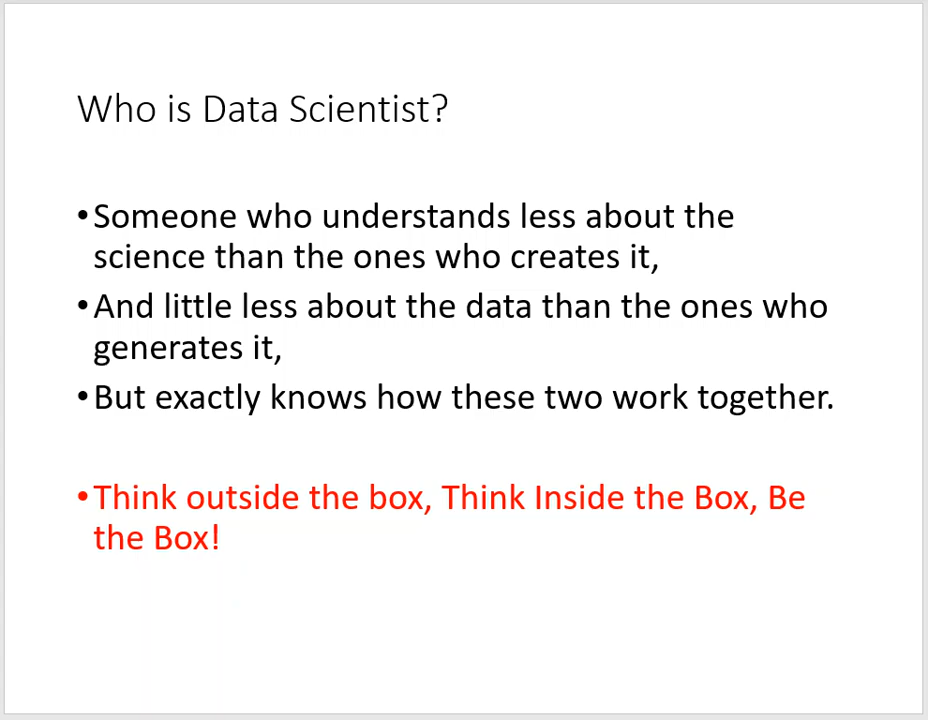 Who is Data Scientist?
•Someone who understands less about the
science than the ones who creates it,
•And little less about the data than the ones who
generates it,
•But exactly knows how these two work together.
•Think outside the box, Think Inside the Box, Be
the Box!